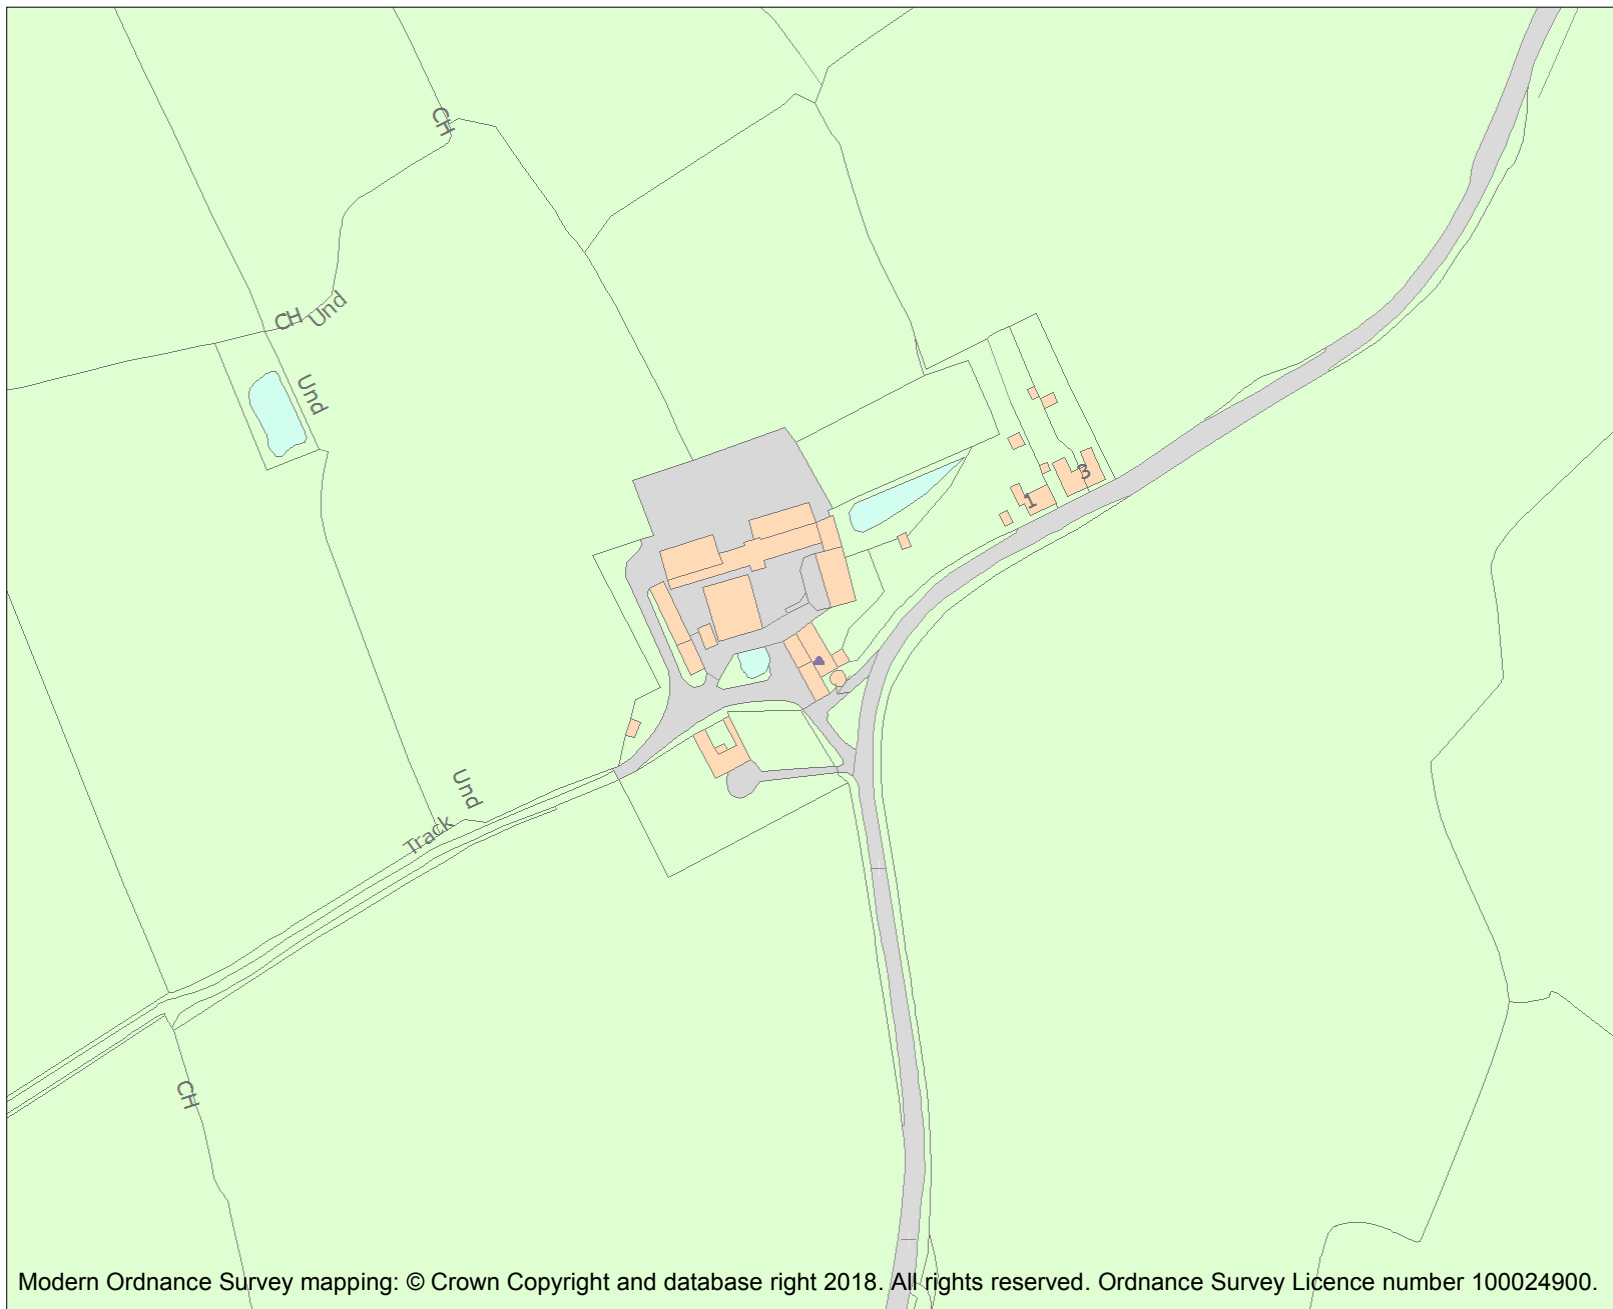 CH
CH
Und
Und
3
1
Und
Track
CH
Modern Ordnance Survey mapping: © Crown Copyright and database right 2018. All rights reserved. Ordnance Survey Licence number 100024900.